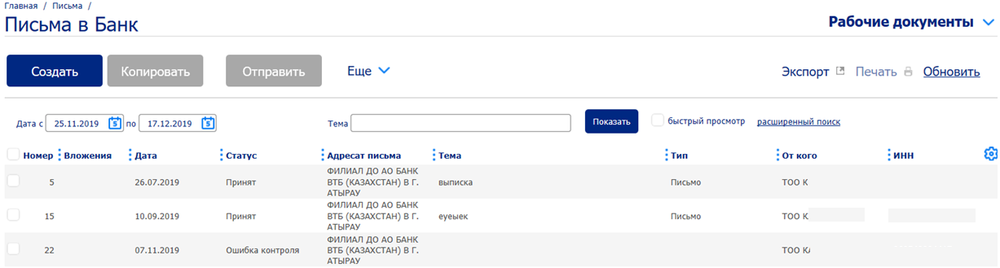 Главная / Письма /
Письма в Банк
Рабочие документы
Создать Копировать Отправить Еще Экспорт Печать Обновить
Дата с 25.11.2019 по 17.12.2019 Тема Показать быстрый просмотр расширенный поиск
Номер Вложения Дата Статус Адресат письма Тема Тип От кого ИНН
ФИЛИАЛ ДО АО БАНК
5 26.07.2019 Принят ВТБ (КАЗАХСТАН) В Г. выписка Письмо ТОО К
АТЫРАУ
ФИЛИАЛ ДО АО БАНК
15 10.09.2019 Принят ВТБ (КАЗАХСТАН) В Г. еуеыек Письмо ТОО К
АТЫРАУ
ФИЛИАЛ ДО АО БАНК
22 07.11.2019 Ошибка контроля ВТБ (КАЗАХСТАН) В Г. ТОО
АТЫРАУ